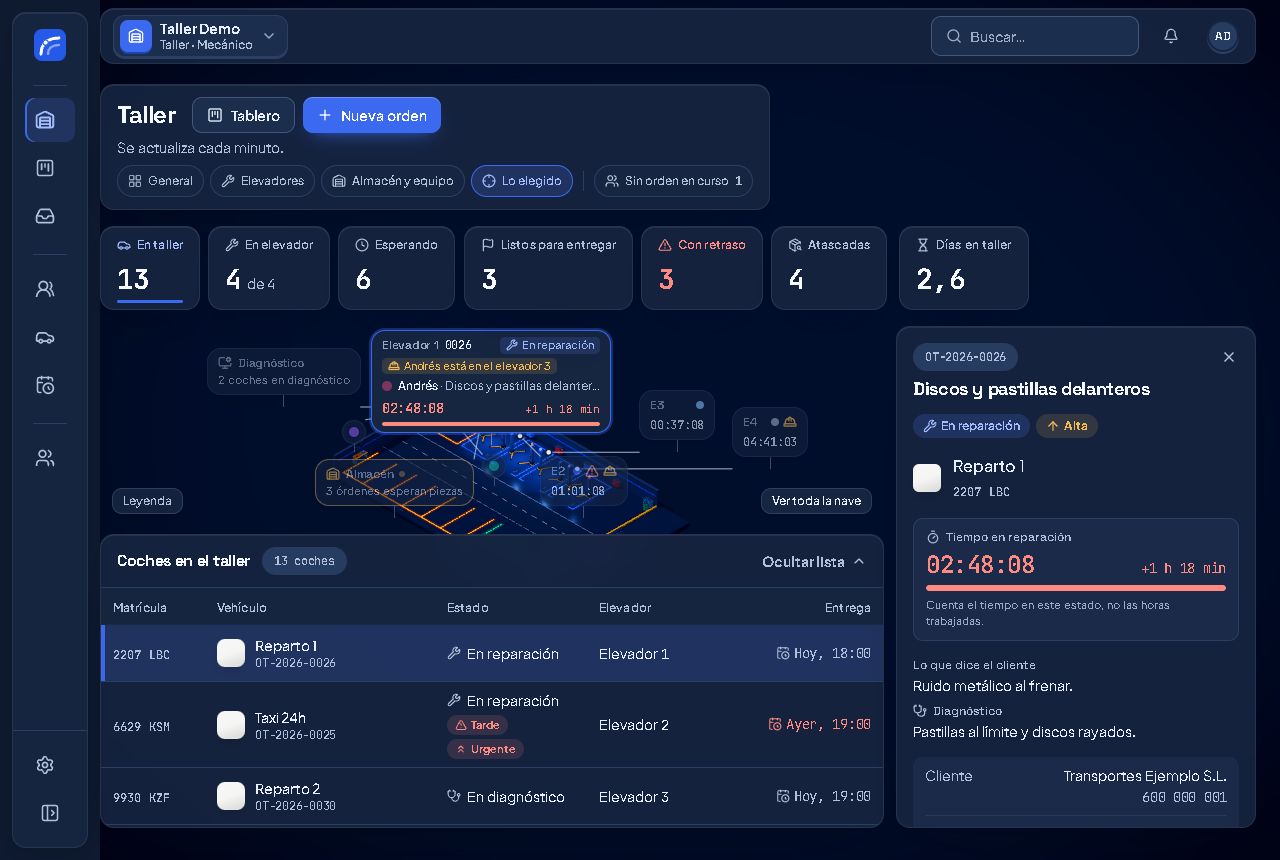 Taller Demo
Taller · Mecánico
Buscar...
AD
Taller
Tablero
Nueva orden
Se actualiza cada minuto.
General
Elevadores
Almacén y equipo
Lo elegido
Sin orden en curso 1
En taller
13
En elevador
4 de 4
Esperando
6
Listos para entregar
3
Con retraso
3
Atascadas
4
Días en taller
2,6
Diagnóstico
2 coches en diagnóstico
Elevador 1 0026
En reparación
Andrés está en el elevador 3
Andrés · Discos y pastillas delanter...
02:48:08
+1 h 18 min
E3
00:37:08
E4
04:41:03
Almacén
3 órdenes esperan piezas
E2
01:01:08
Leyenda
Ver toda la nave
Coches en el taller
13 coches
Ocultar lista
Matrícula
Vehículo
Estado
Elevador
Entrega
2207 LBC
Reparto 1
OT-2026-0026
En reparación
Elevador 1
Hoy, 18:00
6629 KSM
Taxi 24h
OT-2026-0025
En reparación
Tarde
Urgente
Elevador 2
Ayer, 19:00
9930 KZF
Reparto 2
OT-2026-0030
En diagnóstico
Elevador 3
Hoy, 19:00
OT-2026-0026
Discos y pastillas delanteros
En reparación
Alta
Reparto 1
2207 LBC
Tiempo en reparación
02:48:08
+1 h 18 min
Cuenta el tiempo en este estado, no las horas
trabajadas.
Lo que dice el cliente
Ruido metálico al frenar.
Diagnóstico
Pastillas al límite y discos rayados.
Cliente
Transportes Ejemplo S.L.
600 000 001